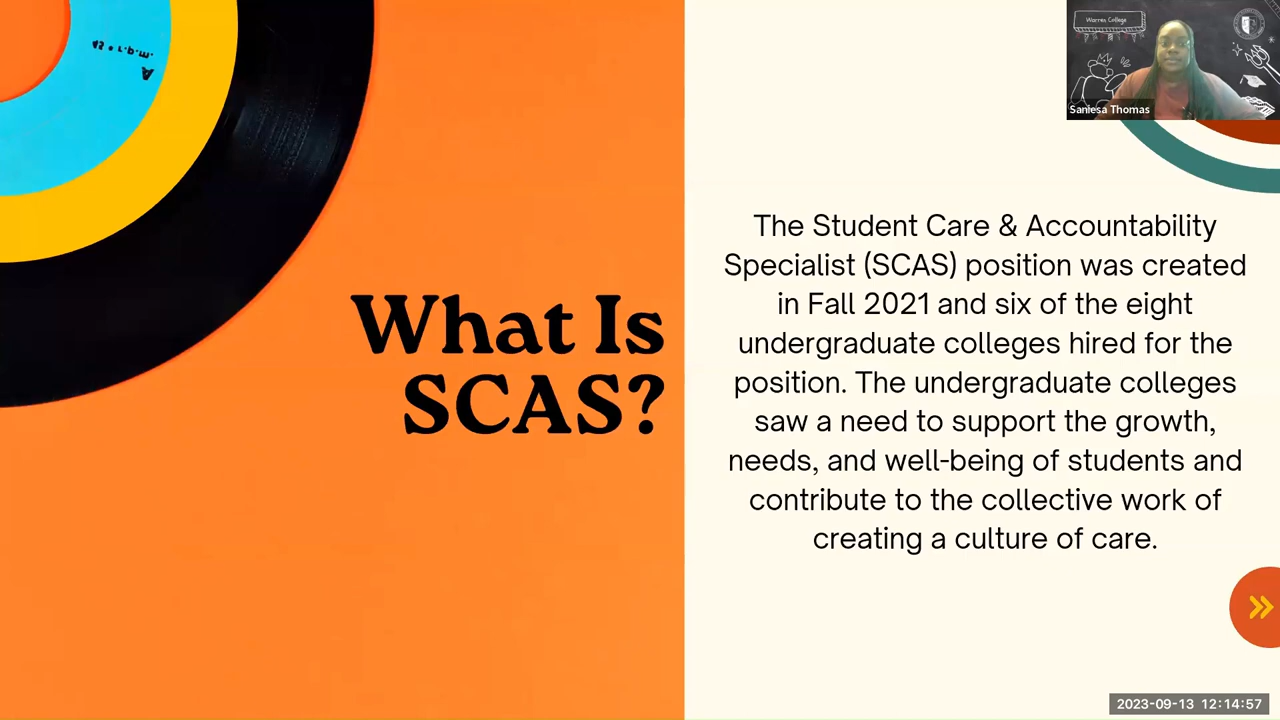 45 • r.p.m.
A
What Is
SCAS?
Warren College
Saniesa Thomas
The Student Care & Accountability
Specialist (SCAS) position was created
in Fall 2021 and six of the eight
undergraduate colleges hired for the
position. The undergraduate colleges
saw a need to support the growth,
needs, and well-being of students and
contribute to the collective work of
creating a culture of care.
2023-09-13 12:14:57